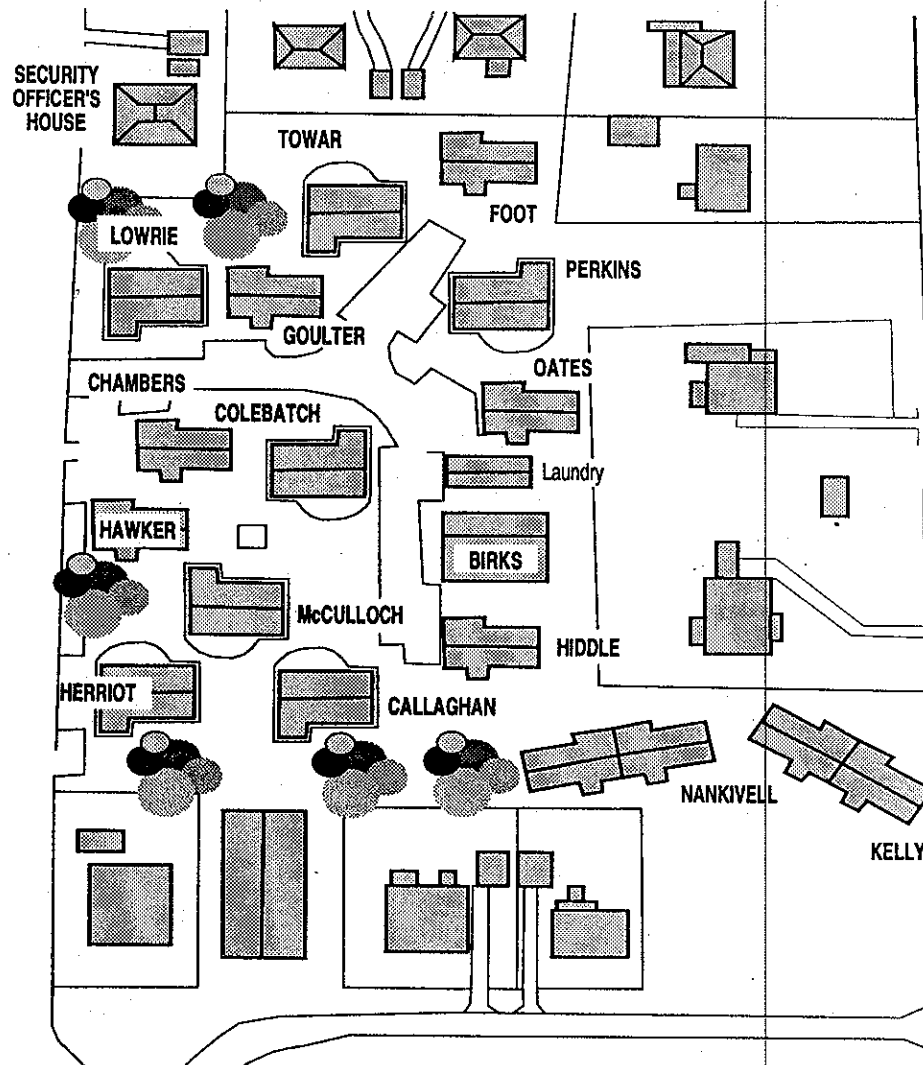 SECURITY
OFFICER'S
HOUSE
TOWAR
FOOT
LOWRIE
PERKINS
GOULTER
OATES
CHAMBERS
COLEBATCH
Laundry
HAWKER
BIRKS
McCULLOCH
HIDDLE
HERRIOT
CALLAGHAN
NANKIVELL
KELLY